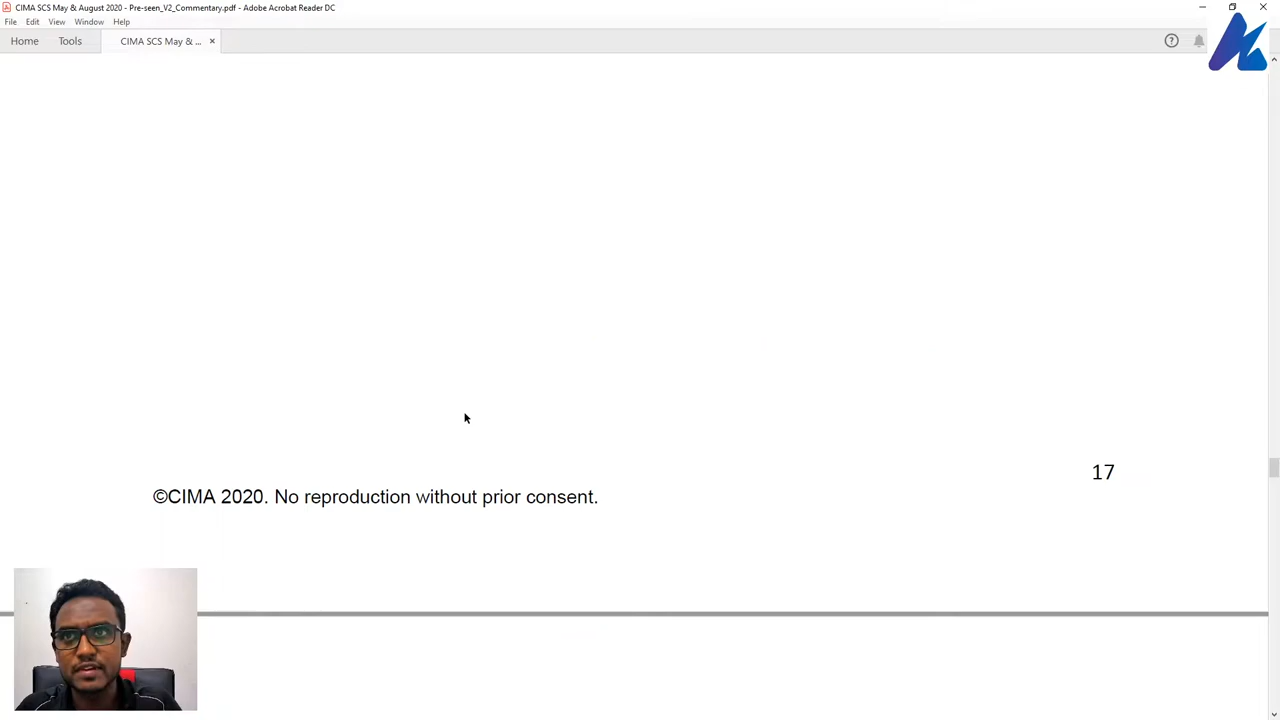 CIMA SCS May & August 2020 - Pre-seen_V2_Commentary.pdf - Adobe Acrobat Reader DC
File Edit View Window Help
Home Tools CIMA SCS May & ...
17
©CIMA 2020. No reproduction without prior consent.